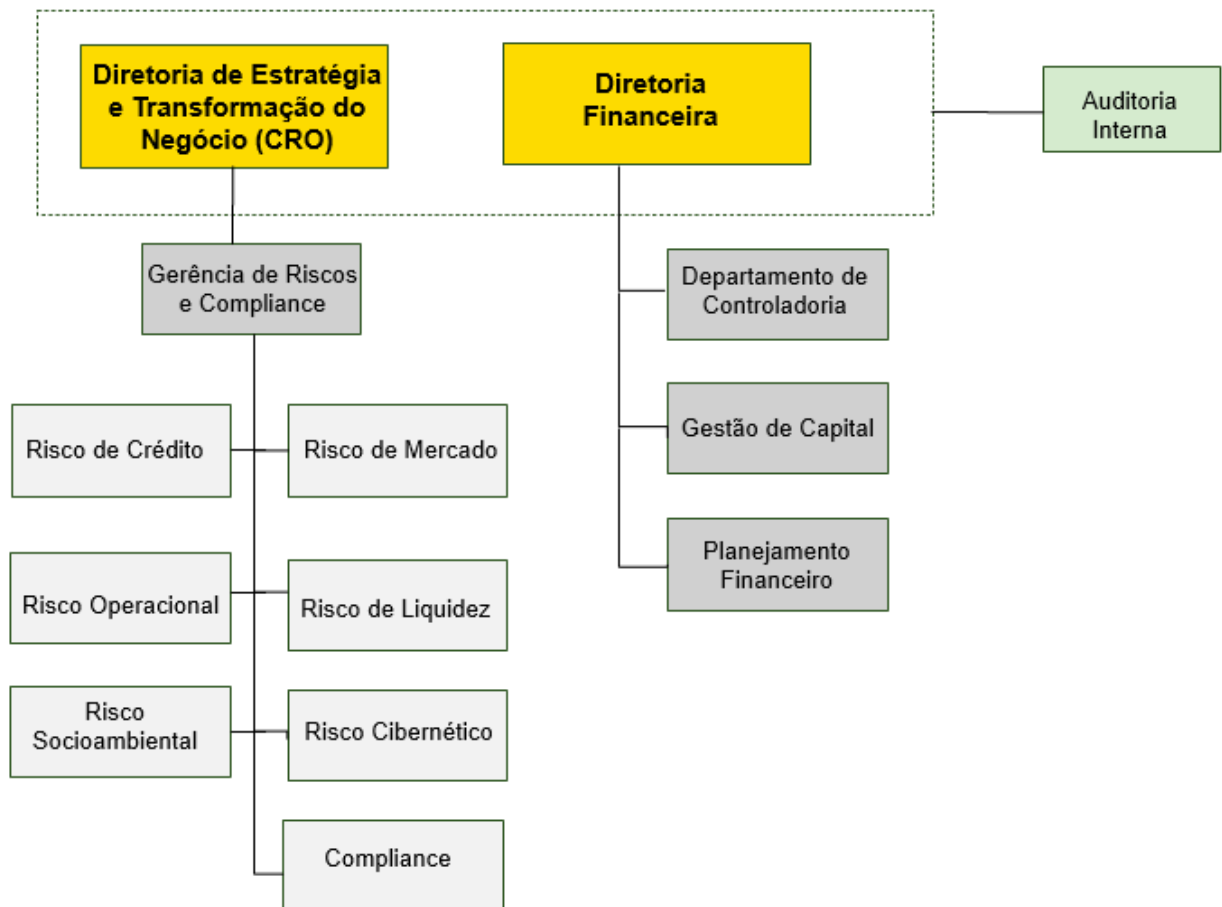 Diretoria de Estratégia
e Transformação do
Negócio (CRO)
Diretoria
Financeira
Auditoria
Interna
Gerência de Riscos
e Compliance
Departamento de
Controladoria
Risco de Crédito
Risco de Mercado
Gestão de Capital
Risco Operacional
Risco de Liquidez
Planejamento
Financeiro
Risco
Socioambiental
Risco Cibernético
Compliance